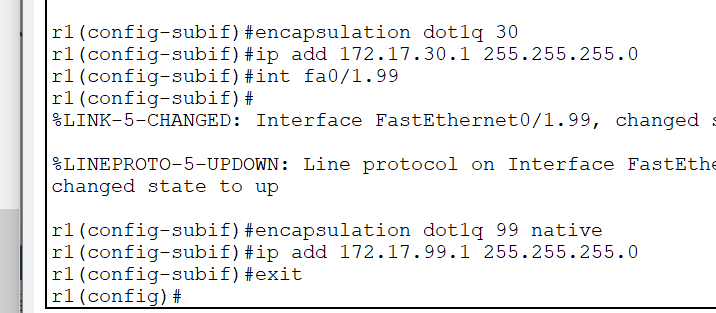 r1(config-subif)#encapsulation dot1q 30
r1(config-subif)#ip add 172.17.30.1 255.255.255.0
r1(config-subif)#int fa0/1.99
r1(config-subif)#
%LINK-5-CHANGED: Interface FastEthernet0/1.99, changed
%LINEPROTO-5-UPDOWN: Line protocol on Interface
changed state to up
r1(config-subif)#encapsulation dot1q 99 native
r1(config-subif)#ip add 172.17.99.1 255.255.255.0
r1(config-subif)#exit
r1(config)#